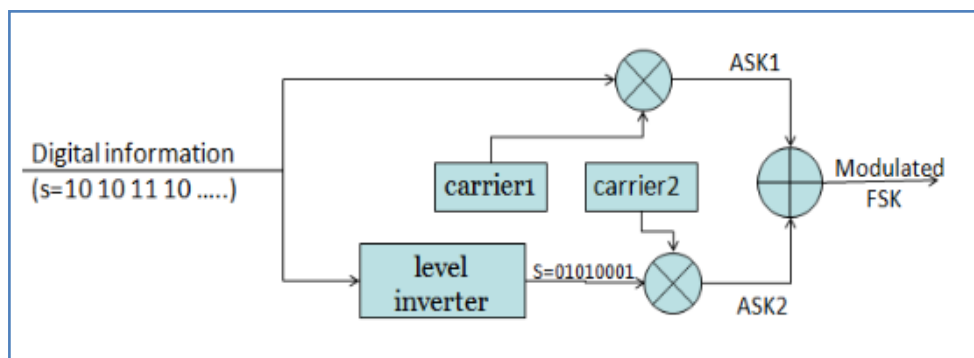 ASK1
Digital information
(s=10 10 11 10 .....)
carrier1
carrier2
Modulated
FSK
level
inverter
S=01010001
ASK2